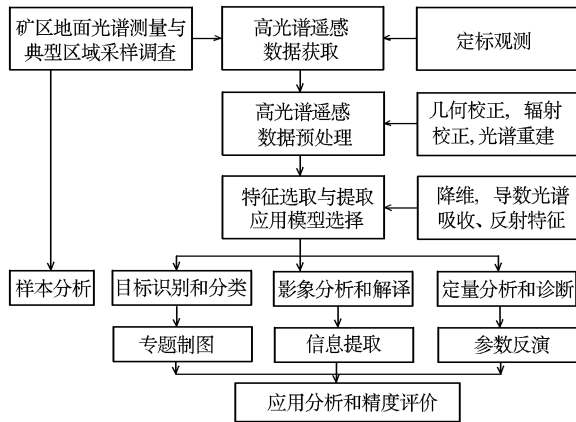 矿区地面光谱测量与
典型区域采样调查
高光谱遥感
数据获取
定标观测
高光谱遥感
数据预处理
几何校正, 辐射
校正,光谱重建
特征选取与提取
应用模型选择
降维, 导数光谱
吸收、反射特征
样本分析
目标识别和分类
影象分析和解译
定量分析和诊断
专题制图
信息提取
参数反演
应用分析和精度评价